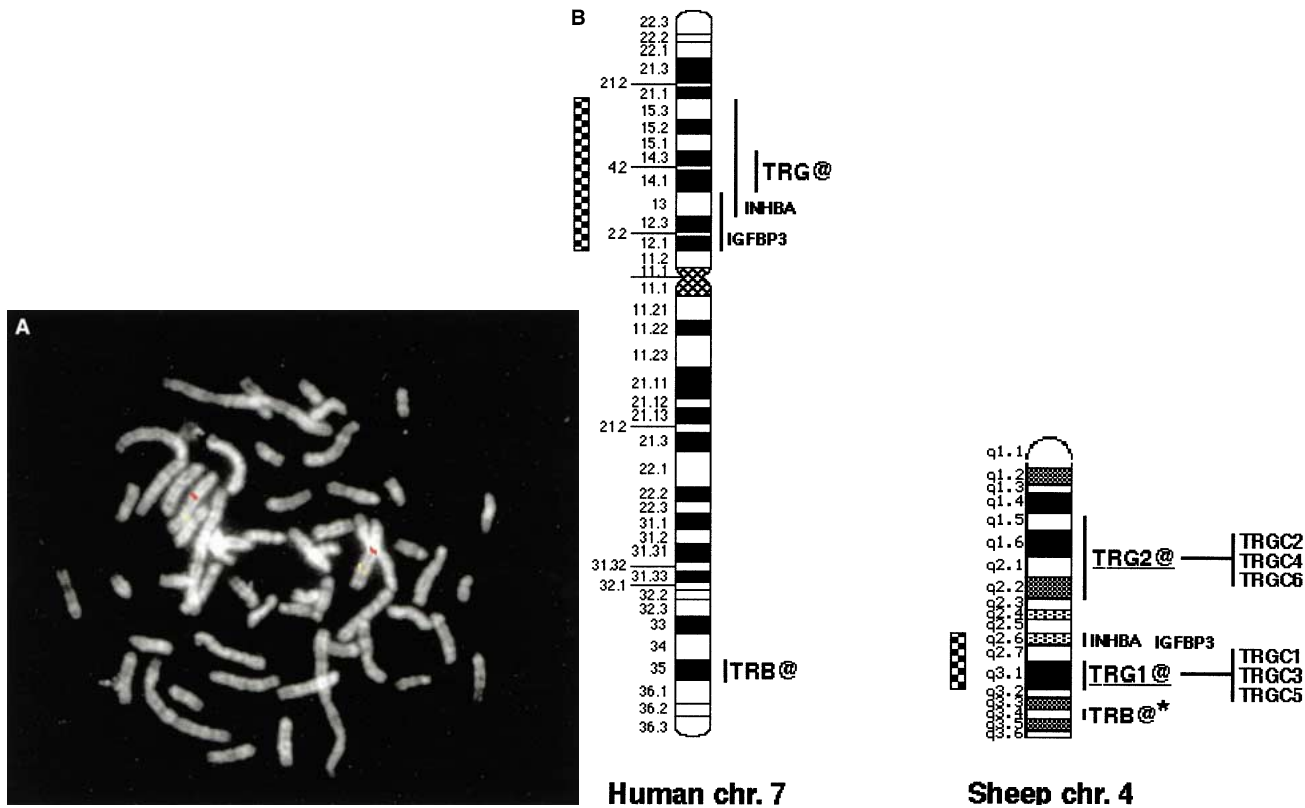 A
B
22.3
22.2
22.1
21.3
212
21.1
15.3
15.2
15.1
14.3
42
14.1
13
12.3
2.2
12.1
11.2
11.1
11.1
11.21
11.22
11.23
21.11
21.12
21.13
212
21.3
22.1
22.2
22.3
31.1
31.2
31.31
31.32
31.33
32.1
32.2
32.3
33
34
35
36.1
36.2
36.3
TRG@
INHBA
IGFBP3
TRB@
Human chr. 7
q1.1
q1.2
q1.3
q1.4
q1.5
q1.6
q2.1
q2.2
q2.3
q2.4
q2.5
q2.6
q2.7
q3.1
q3.2
q3.3
q3.4
q3.5
q3.6
TRG2@
TRGC2
TRGC4
TRGC6
INHBA IGFBP3
TRG1@
TRGC1
TRGC3
TRGC5
TRB@*
Sheep chr. 4